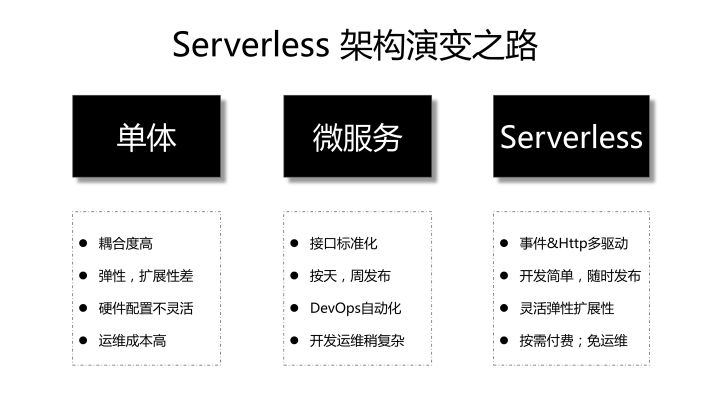 Serverless 架构演变之路
单体
微服务
Serverless
● 耦合度高
● 弹性，扩展性差
● 硬件配置不灵活
● 运维成本高
● 接口标准化
● 按天，周发布
● DevOps自动化
● 开发运维稍复杂
● 事件&Http多驱动
● 开发简单，随时发布
● 灵活弹性扩展性
● 按需付费；免运维